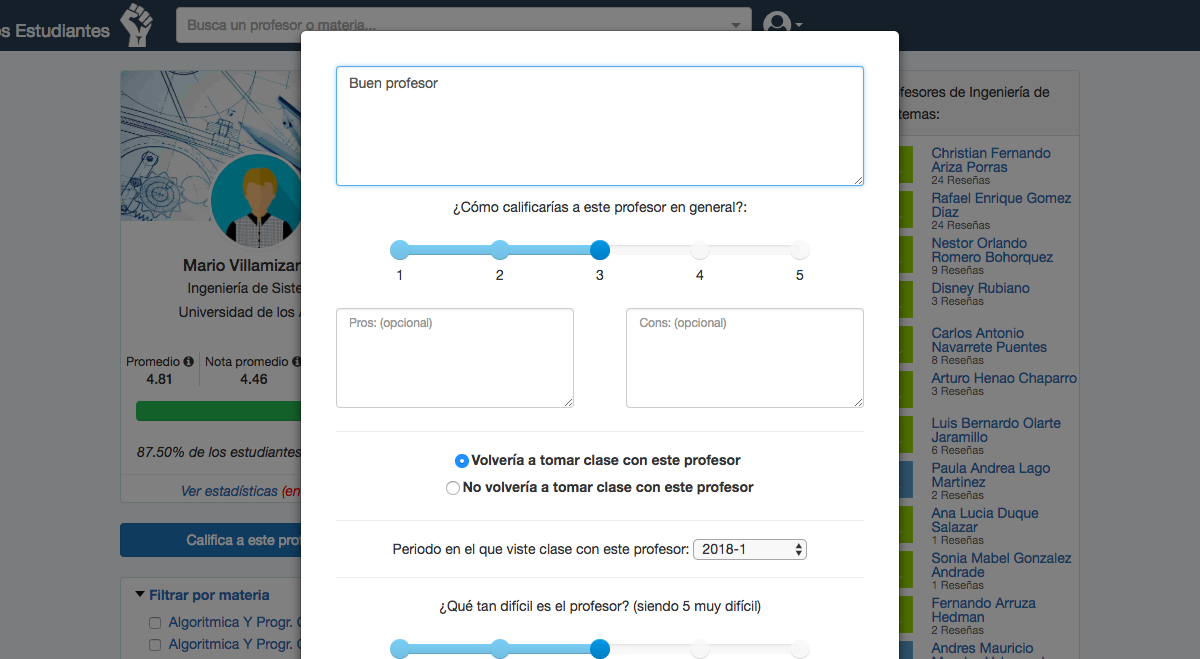 s Estudiantes
Busca un profesor o materia...
Buen profesor
¿Cómo calificarías a este profesor en general?:
1 2 3 4 5
Pros: (opcional)
Cons: (opcional)
Volvería a tomar clase con este profesor
No volvería a tomar clase con este profesor
Periodo en el que viste clase con este profesor: 2018-1
¿Qué tan difícil es el profesor? (siendo 5 muy difícil)
Mario Villamizar
Ingeniería de Siste
Universidad de los
Promedio
4.81
Nota promedio
4.46
87.50% de los estudiantes
Ver estadísticas (en
Califica a este prof
Filtrar por materia
Algoritmica Y Progr.
Algoritmica Y Progr.
fesores de Ingeniería de
temas:
Christian Fernando
Ariza Porras
24 Reseñas
Rafael Enrique Gomez
Diaz
24 Reseñas
Nestor Orlando
Romero Bohorquez
9 Reseñas
Disney Rubiano
3 Reseñas
Carlos Antonio
Navarrete Puentes
8 Reseñas
Arturo Henao Chaparro
3 Reseñas
Luis Bernardo Olarte
Jaramillo
6 Reseñas
Paula Andrea Lago
Martinez
2 Reseñas
Ana Lucia Duque
Salazar
1 Reseñas
Sonia Mabel Gonzalez
Andrade
1 Reseñas
Fernando Arruza
Hedman
2 Reseñas
Andres Mauricio